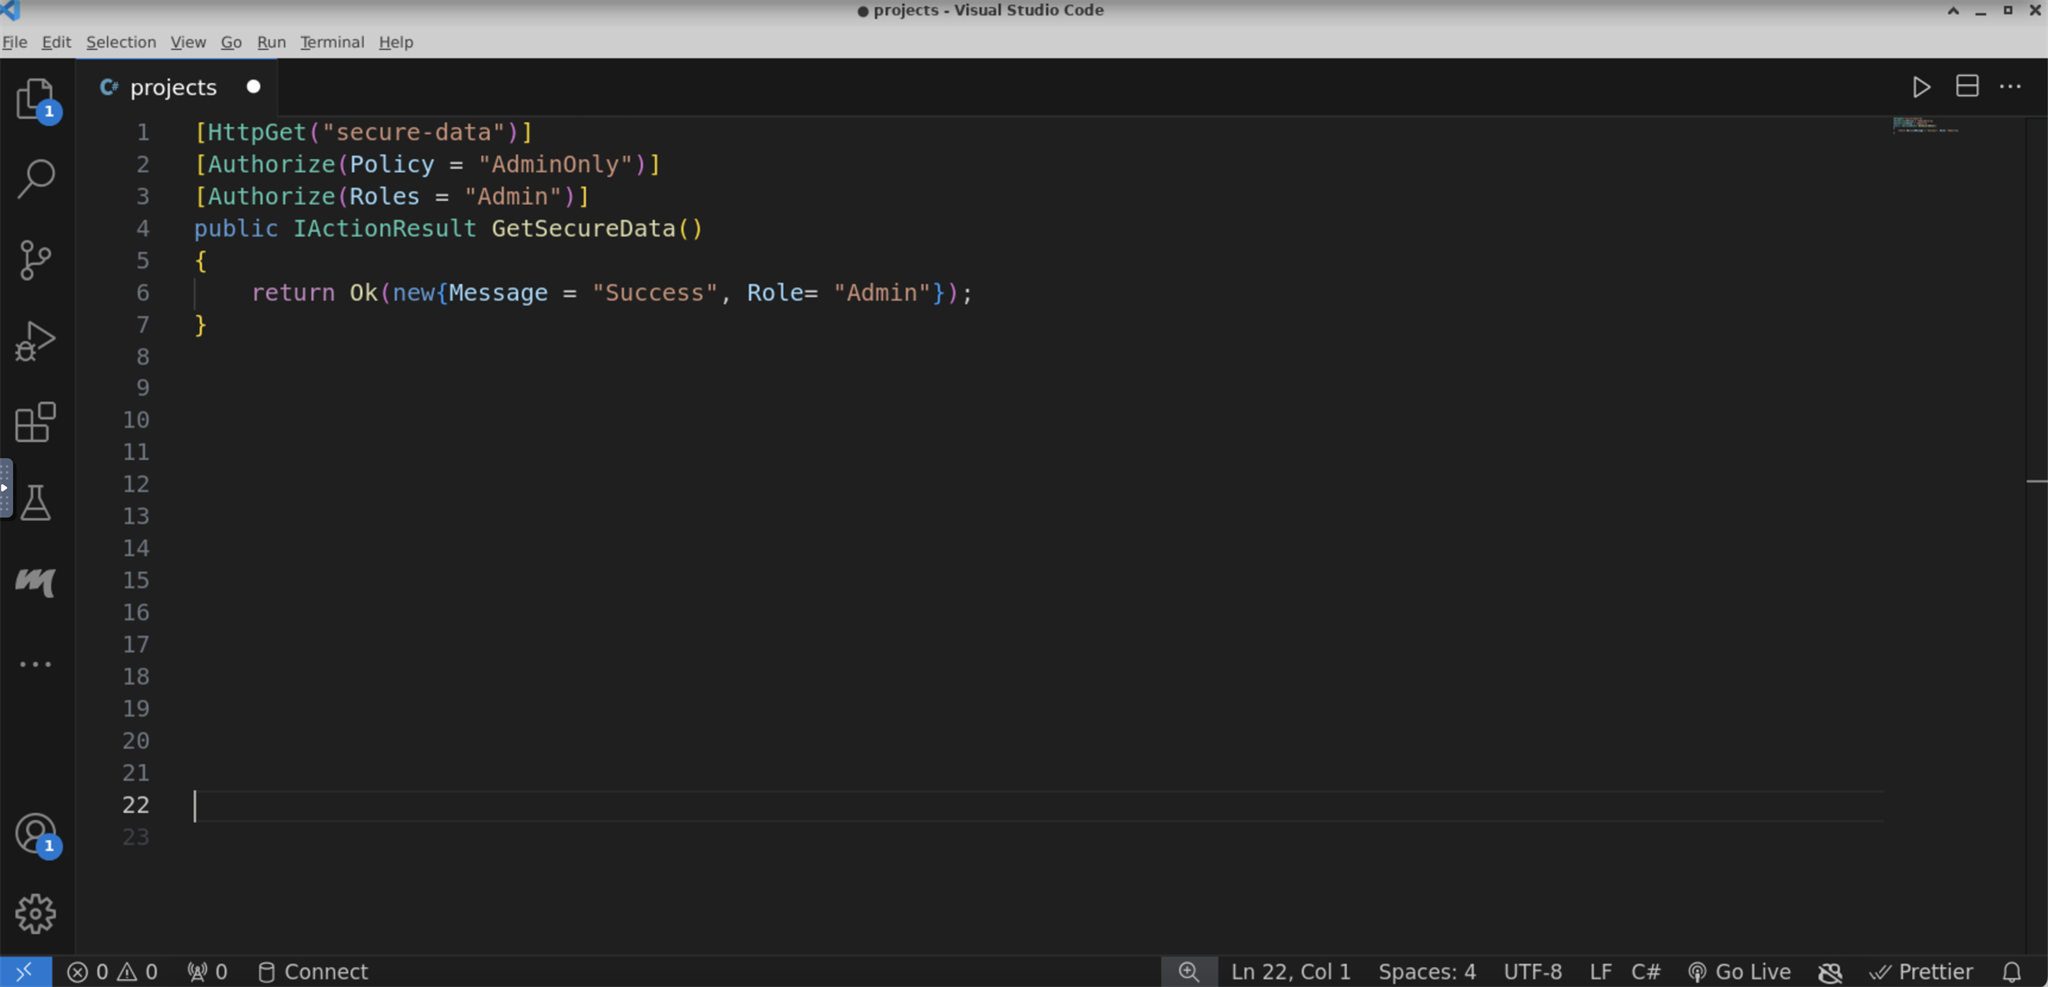 ● projects - Visual Studio Code
File Edit Selection View Go Run Terminal Help
C# projects ●
1 [HttpGet("secure-data")]
2 [Authorize(Policy = "AdminOnly")]
3 [Authorize(Roles = "Admin")]
4 public IActionResult GetSecureData()
5 {
6     return Ok(new{Message = "Success", Role= "Admin"});
7 }
8
9
10
11
12
13
14
15
16
17
18
19
20
21
22
23
1
1
0 0 0 Connect Ln 22, Col 1 Spaces: 4 UTF-8 LF C# Go Live Prettier